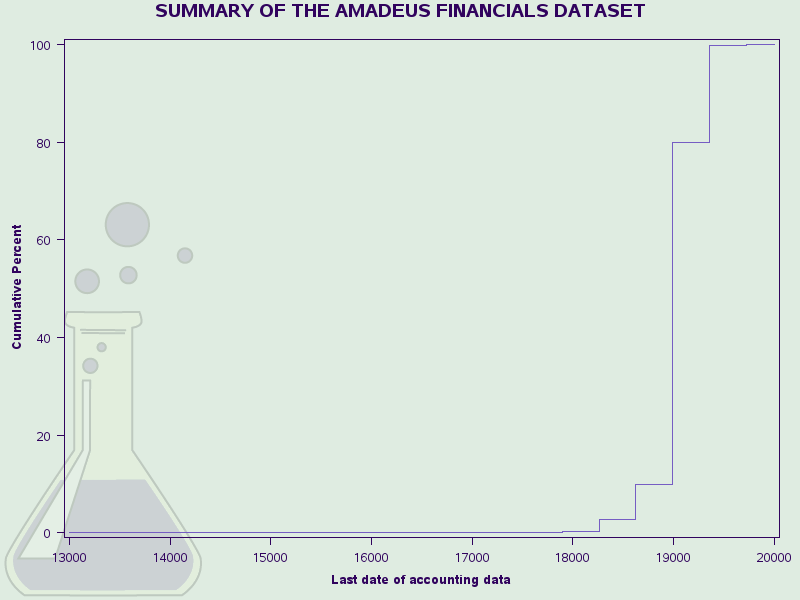 SUMMARY OF THE AMADEUS FINANCIALS DATASET
100
80
60
40
20
0
Cumulative Percent
13000 14000 15000 16000 17000 18000 19000 20000
Last date of accounting data